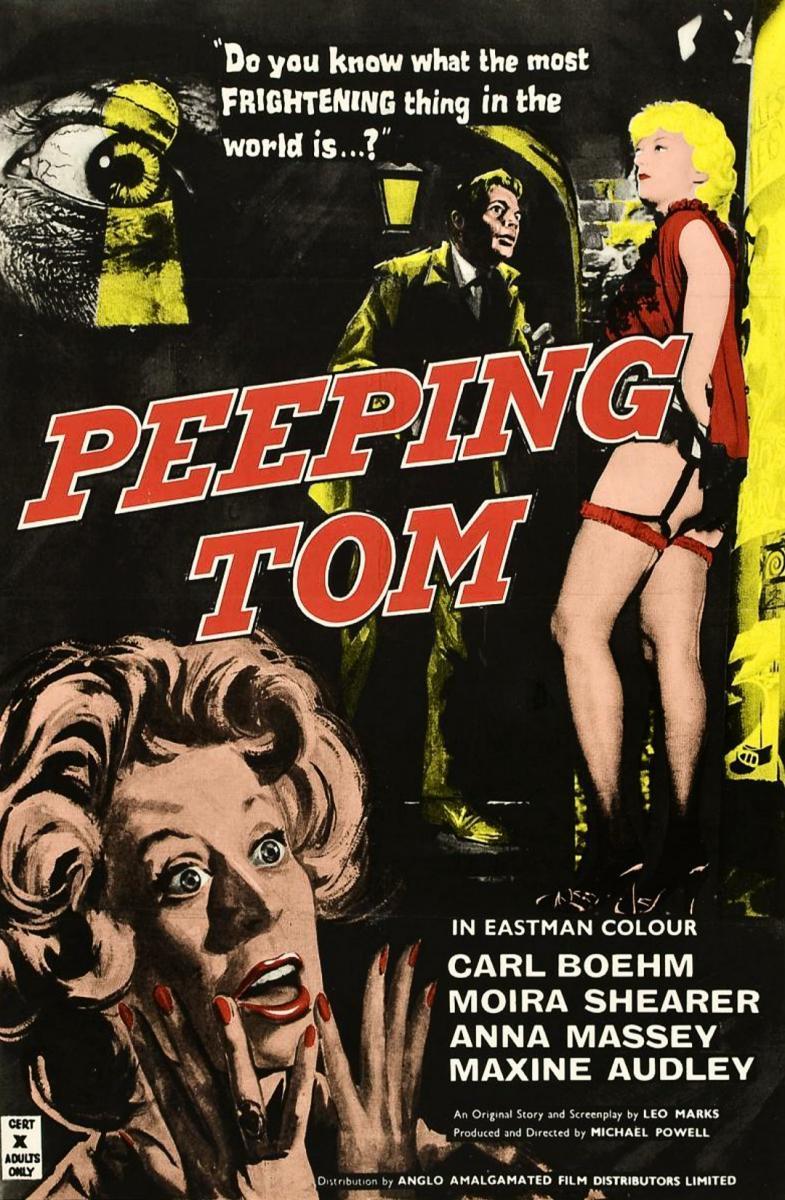 "Do you know what the most
FRIGHTENING thing in the
world is...?"
PEEPING
TOM
IN EASTMAN COLOUR
CARL BOEHM
MOIRA SHEARER
ANNA MASSEY
MAXINE AUDLEY
An Original Story and Screenplay by LEO MARKS
Produced and Directed by MICHAEL POWELL
CERT
X
ADULTS
ONLY
Distribution by ANGLO AMALGAMATED FILM DISTRIBUTORS LIMITED